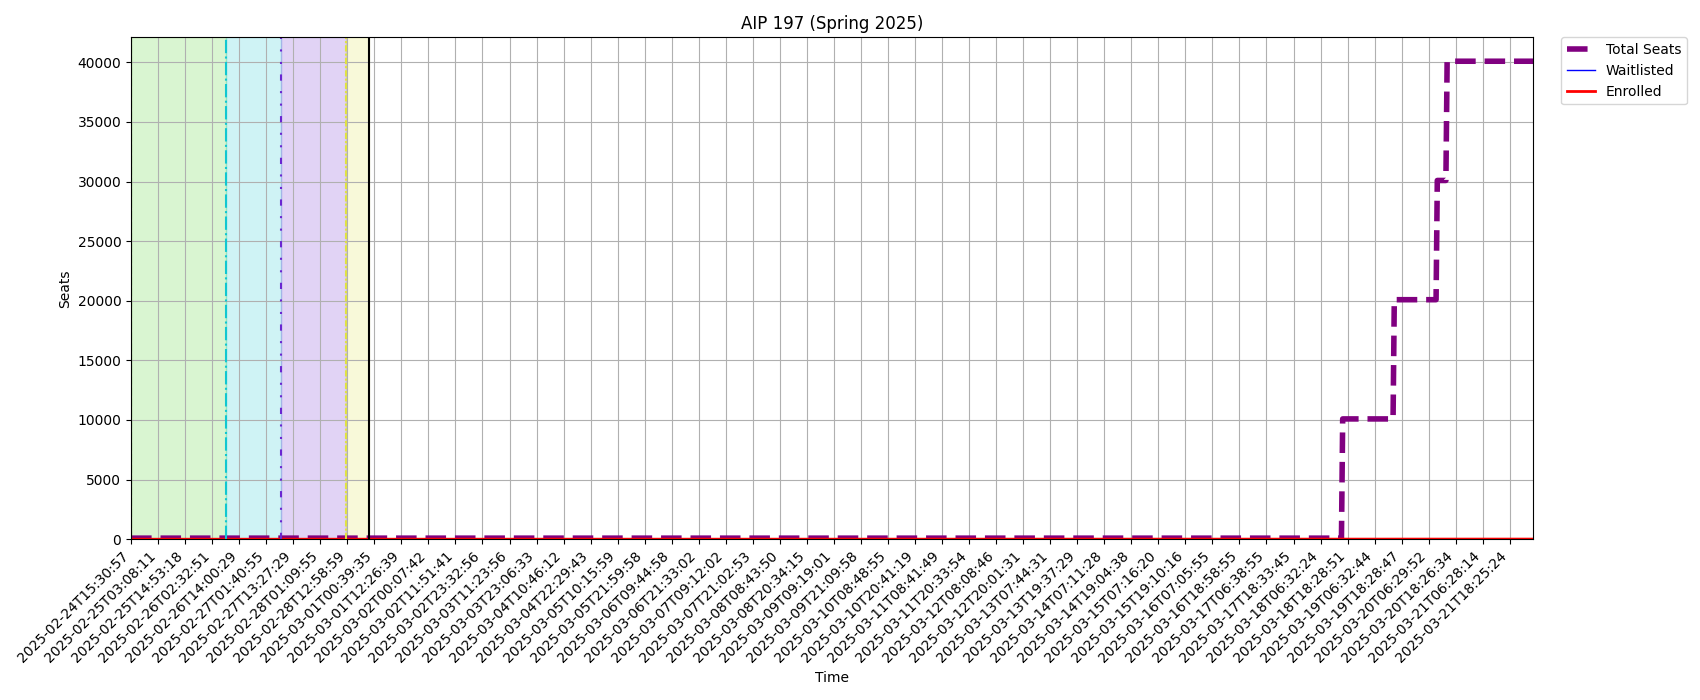 AIP 197 (Spring 2025)
Total Seats
Waitlisted
Enrolled
40000
35000
30000
25000
20000
15000
10000
5000
0
Seats
2025-02-24T15:30:57
2025-02-25T03:08:11
2025-02-25T14:53:18
2025-02-26T02:32:51
2025-02-26T14:00:29
2025-02-27T01:40:55
2025-02-27T13:27:29
2025-02-28T01:09:55
2025-02-28T12:58:59
2025-03-01T00:39:35
2025-03-01T12:26:39
2025-03-02T00:07:42
2025-03-02T11:51:41
2025-03-02T23:32:56
2025-03-03T11:23:56
2025-03-03T23:06:33
2025-03-04T10:46:12
2025-03-04T22:29:43
2025-03-05T10:15:59
2025-03-05T21:59:58
2025-03-06T09:44:58
2025-03-06T21:33:02
2025-03-07T09:12:02
2025-03-07T21:02:53
2025-03-08T08:43:50
2025-03-08T20:34:15
2025-03-09T09:19:01
2025-03-09T21:09:58
2025-03-10T08:48:55
2025-03-10T20:41:19
2025-03-11T08:41:49
2025-03-11T20:33:54
2025-03-12T08:08:46
2025-03-12T20:01:31
2025-03-13T07:44:31
2025-03-13T19:37:29
2025-03-14T07:11:28
2025-03-14T19:04:38
2025-03-15T07:16:20
2025-03-15T19:10:16
2025-03-16T07:05:55
2025-03-16T18:58:55
2025-03-17T06:38:55
2025-03-17T18:33:45
2025-03-18T06:32:24
2025-03-18T18:28:51
2025-03-19T06:32:44
2025-03-19T18:28:47
2025-03-20T06:29:52
2025-03-20T18:26:34
2025-03-21T06:28:14
2025-03-21T18:25:24
Time